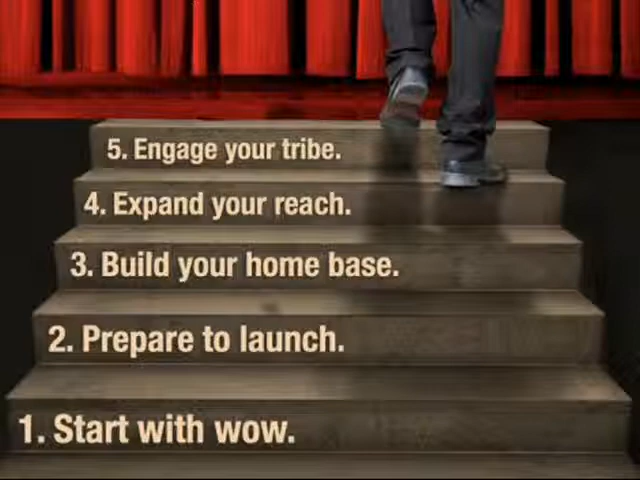 5. Engage your tribe.
4. Expand your reach.
3. Build your home base.
2. Prepare to launch.
1. Start with wow.